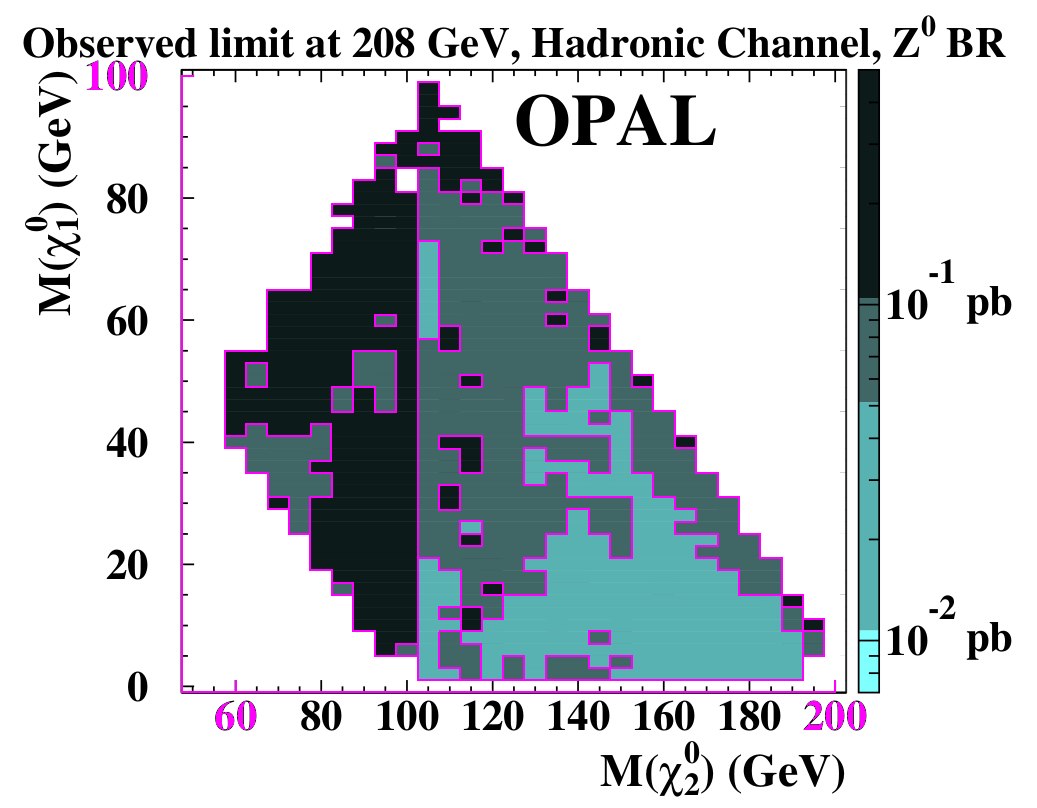 Observed limit at 208 GeV, Hadronic Channel, Z⁰ BR
OPAL
M(χ₁⁰) (GeV)
100
80
60
40
20
0
60 80 100 120 140 160 180 200
M(χ₂⁰) (GeV)
10⁻¹ pb
10⁻² pb